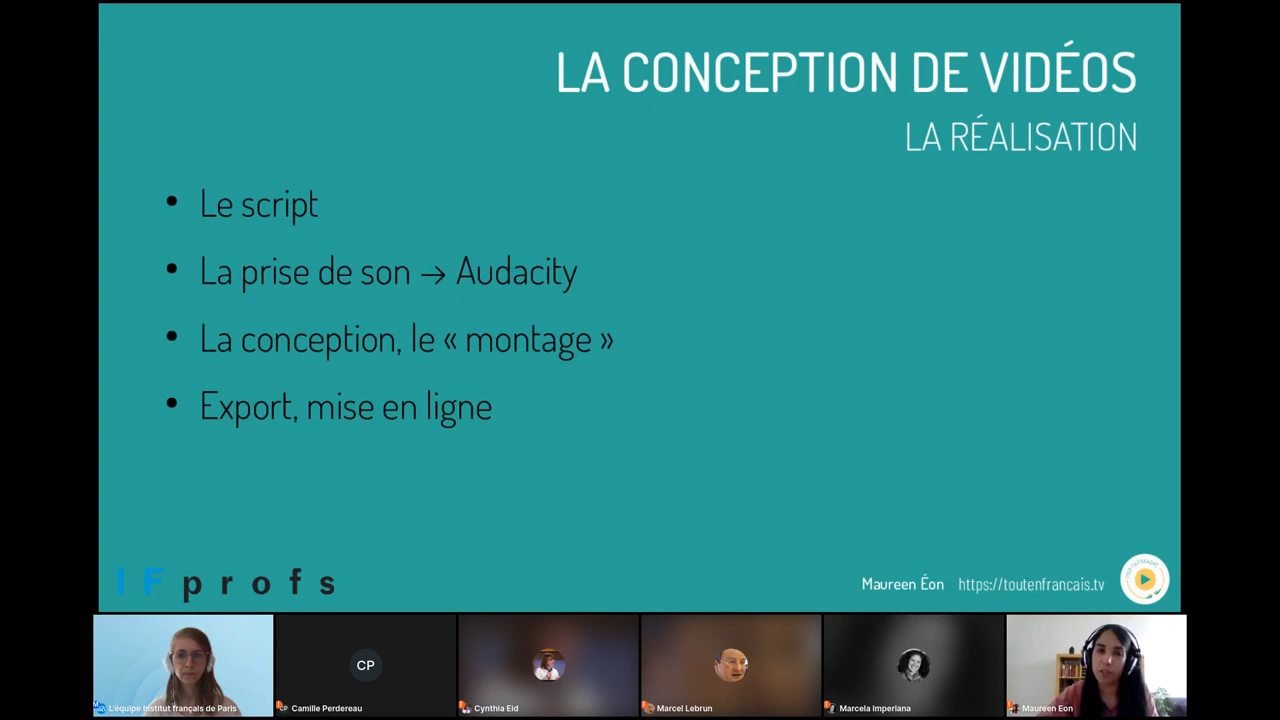 LA CONCEPTION DE VIDÉOS
LA RÉALISATION
• Le script
• La prise de son → Audacity
• La conception, le « montage »
• Export, mise en ligne
IFprofs
Maureen Éon https://toutenfrancais.tv
CP
L'équipe Institut français de Paris
Camille Perdereau
Cynthia Eid
Marcel Lebrun
Marcela Imperiana
Maureen Eon